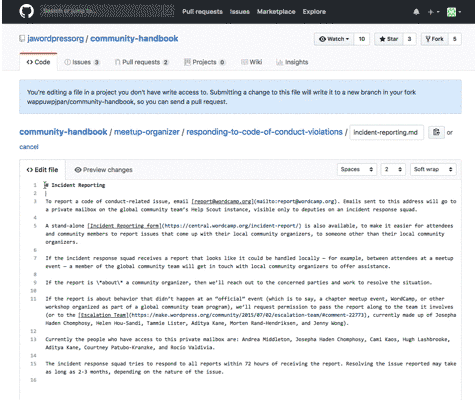 Search or jump to...
Pull requests Issues Marketplace Explore
jawordpressorg / community-handbook
Watch 10 Star 3 Fork 5
Code Issues 3 Pull requests 2 Projects 0 Wiki Insights
You're editing a file in a project you don't have write access to. Submitting a change to this file will write it to a new branch in your fork
wappuwpjpan/community-handbook, so you can send a pull request.
community-handbook / meetup-organizer / responding-to-code-of-conduct-violations / incident-reporting.md or
cancel
Edit file Preview changes Spaces 2 Soft wrap
1 # Incident Reporting
2
3 To report a code of conduct-related issue, email [report@wordcamp.org](mailto:report@wordcamp.org). Emails sent to this address will go to
a private mailbox on the global community team's Help Scout instance, visible only to deputies on an incident response squad.
4
5 A stand-alone [Incident Reporting form](https://central.wordcamp.org/incident-report/) is also available, to make it easier for attendees
and community members to report issues that come up with their local community organizers, to someone other than their local community
organizers.
6
7 If the incident response squad receives a report that looks like it could be handled locally – for example, between attendees at a meetup
event – a member of the global community team will get in touch with local community organizers to offer assistance.
8
9 If the report is \*about\* a community organizer, then we'll reach out to the concerned parties and work to resolve the situation.
10
11 If the report is about behavior that didn't happen at an "official" event (which is to say, a chapter meetup event, WordCamp, or other
workshop organized as part of a global community team program), we'll request permission to pass the report along to the team it involves
(or to the [Escalation Team](https://make.wordpress.org/community/2015/07/02/escalation-team/#comment-22773), currently made up of Josepha
Haden Chomphosy, Helen Hou-Sandi, Tammie Lister, Aditya Kane, Morten Rand-Hendriksen, and Jenny Wong).
12
13 Currently the people who have access to this private mailbox are: Andrea Middleton, Josepha Haden Chomphosy, Cami Kaos, Hugh Lashbrooke,
Aditya Kane, Courtney Patubo-Kranzke, and Rocío Valdivia.
14
15 The incident response squad tries to respond to all reports within 72 hours of receiving the report. Resolving the issue reported may take
as long as 2-3 months, depending on the nature of the issue.
16